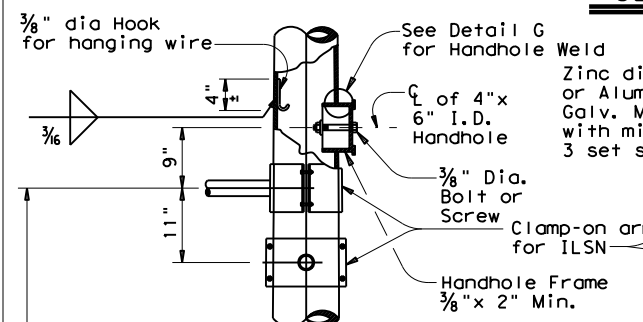 3/8" dia Hook
for hanging wire
See Detail G
for Handhole Weld
4"
±
3/16
9"
11"
℄ of 4"x
6" I.D.
Handhole
Zinc di
or Alum
Galv. M
with mi
3 set s
3/8" Dia.
Bolt or
Screw
Clamp-on ar
for ILSN
Handhole Frame
3/8"x 2" Min.